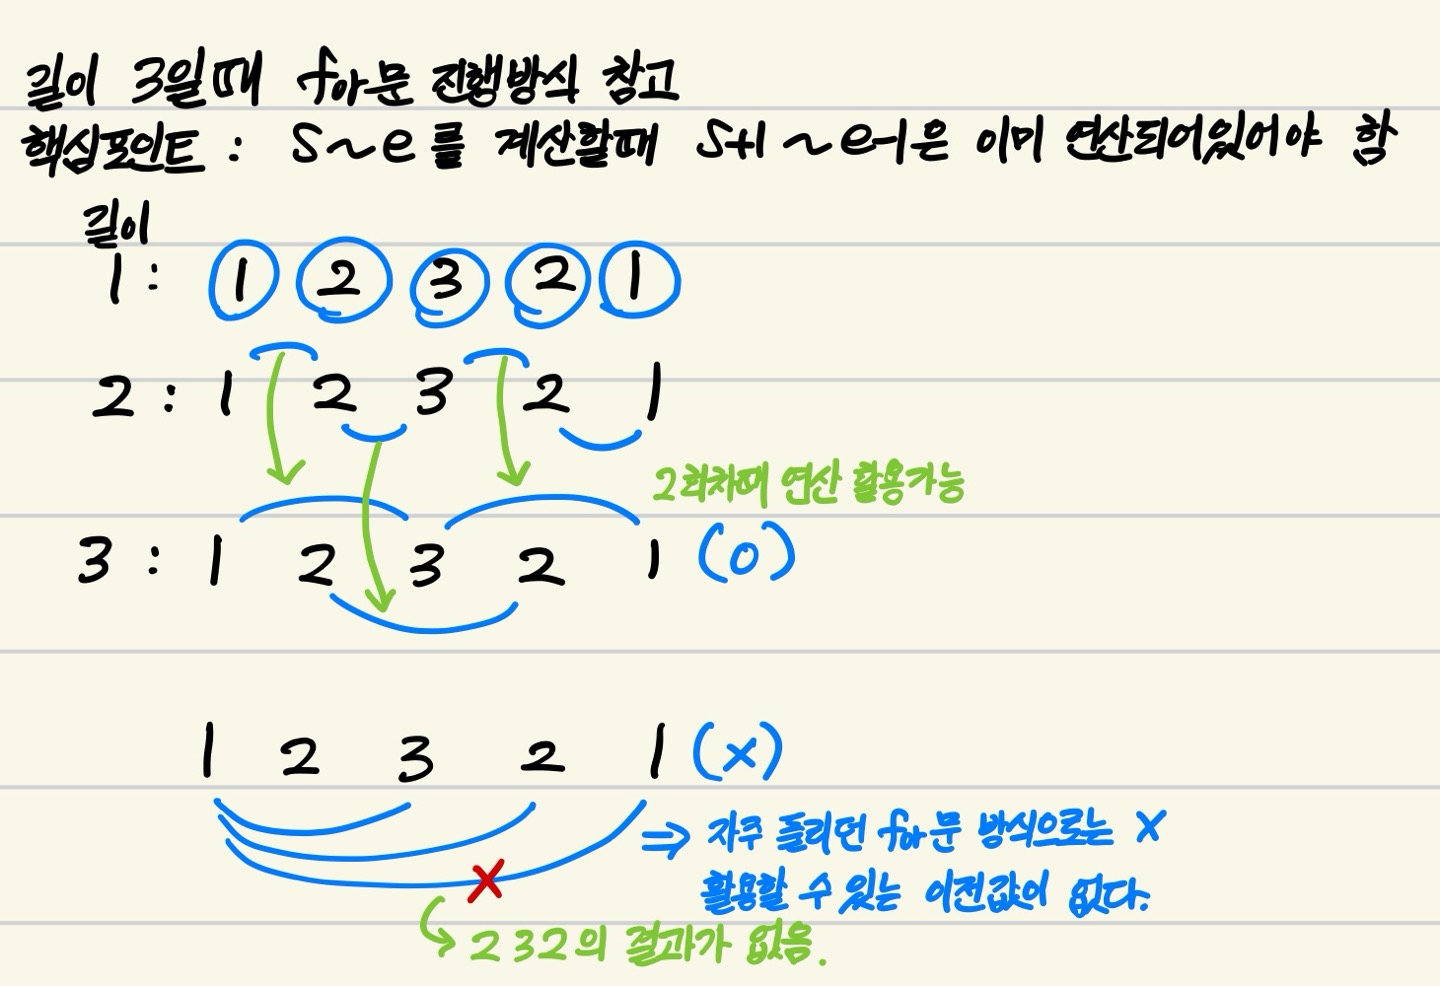 길이 3일때 for문 진행방식 참고
핵심포인트 : s~e를 계산할때 s+1 ~ e-1은 이미 연산되어있어야 함
길이
1 : 1 2 3 2 1
2 : 1 2 3 2 1
2회차때 연산 활용가능
3 : 1 2 3 2 1 (O)
1 2 3 2 1 (x)
⇒ 자주 돌리던 for문 방식으로는 X
활용할 수 있는 이전값이 없다.
↳ 232의 결과가 없음.